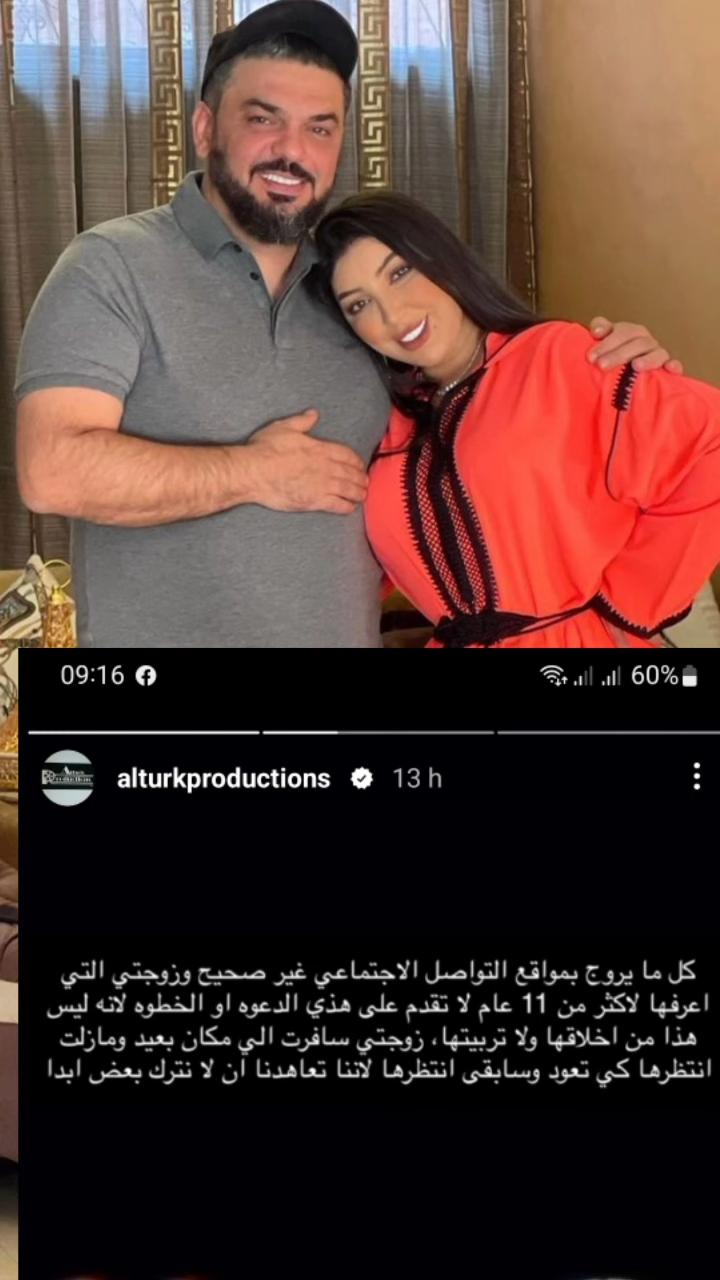 09:16 60%
alturkproductions 13 h
كل ما يروج بمواقع التواصل الاجتماعي غير صحيح وزوجتي التي
اعرفها لاكثر من 11 عام لا تقدم على هذي الدعوه او الخطوه لانه ليس
هذا من اخلاقها ولا تربيتها، زوجتي سافرت الي مكان بعيد ومازلت
انتظرها كي تعود وسابقى انتظرها لاننا تعاهدنا ان لا نترك بعض ابدا